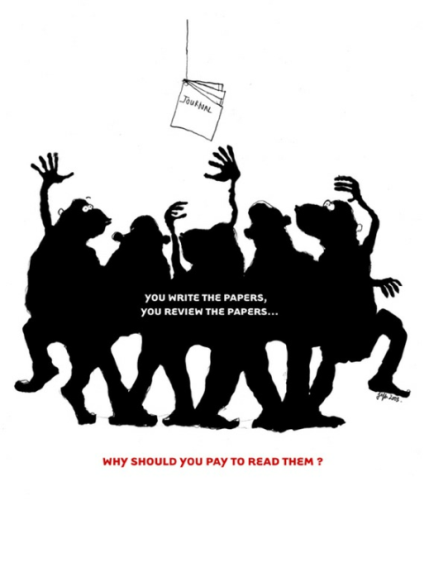 JOURNAL
YOU WRITE THE PAPERS,
YOU REVIEW THE PAPERS...
WHY SHOULD YOU PAY TO READ THEM ?